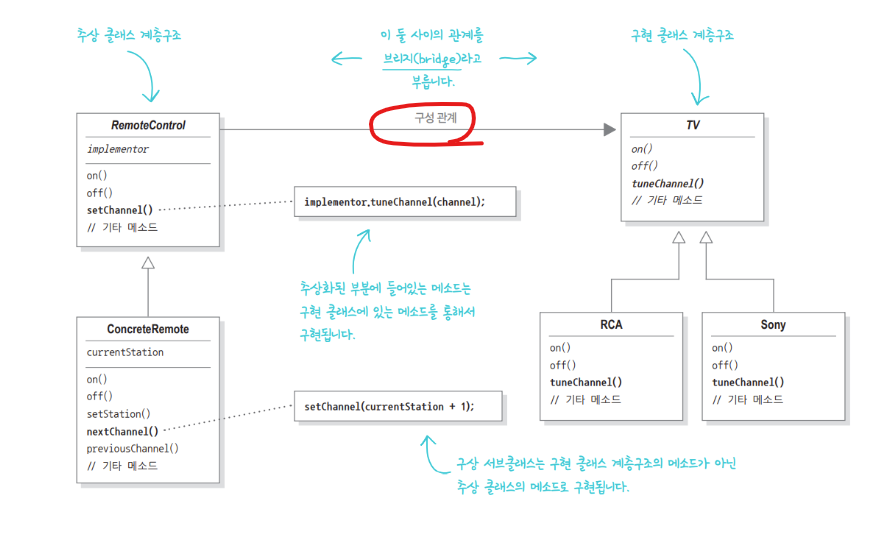 추상 클래스 계층구조
이 둘 사이의 관계를
브리지(bridge)라고
부릅니다.
구현 클래스 계층구조
구성 관계
RemoteControl
implementor
on()
off()
setChannel()
// 기타 메소드
implementor.tuneChannel(channel);
TV
on()
off()
tuneChannel()
// 기타 메소드
추상화된 부분에 들어있는 메소드는
구현 클래스에 있는 메소드를 통해서
구현됩니다.
ConcreteRemote
currentStation
on()
off()
setStation()
nextChannel()
previousChannel()
// 기타 메소드
setChannel(currentStation + 1);
RCA
on()
off()
tuneChannel()
// 기타 메소드
Sony
on()
off()
tuneChannel()
// 기타 메소드
구상 서브클래스는 구현 클래스 계층구조의 메소드가 아닌
추상 클래스의 메소드로 구현됩니다.